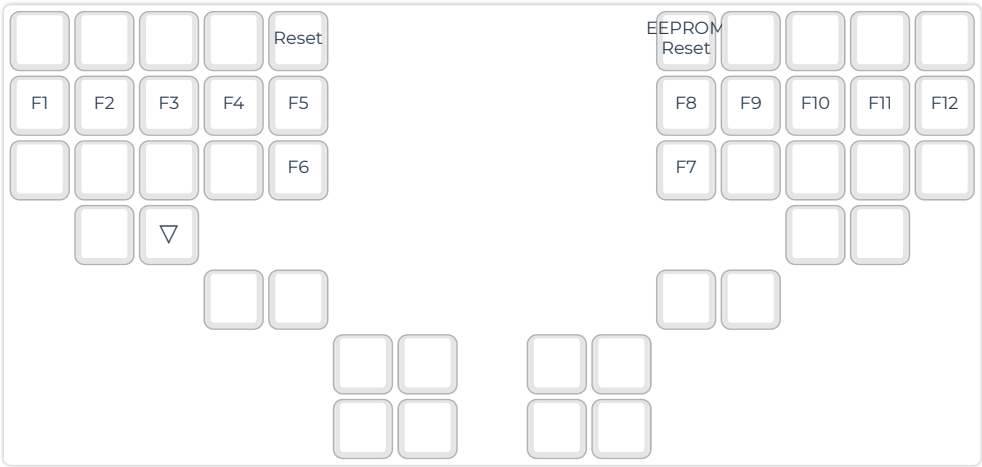 Reset
EEPROM
Reset
F1 F2 F3 F4 F5 F8 F9 F10 F11 F12
F6 F7
▽